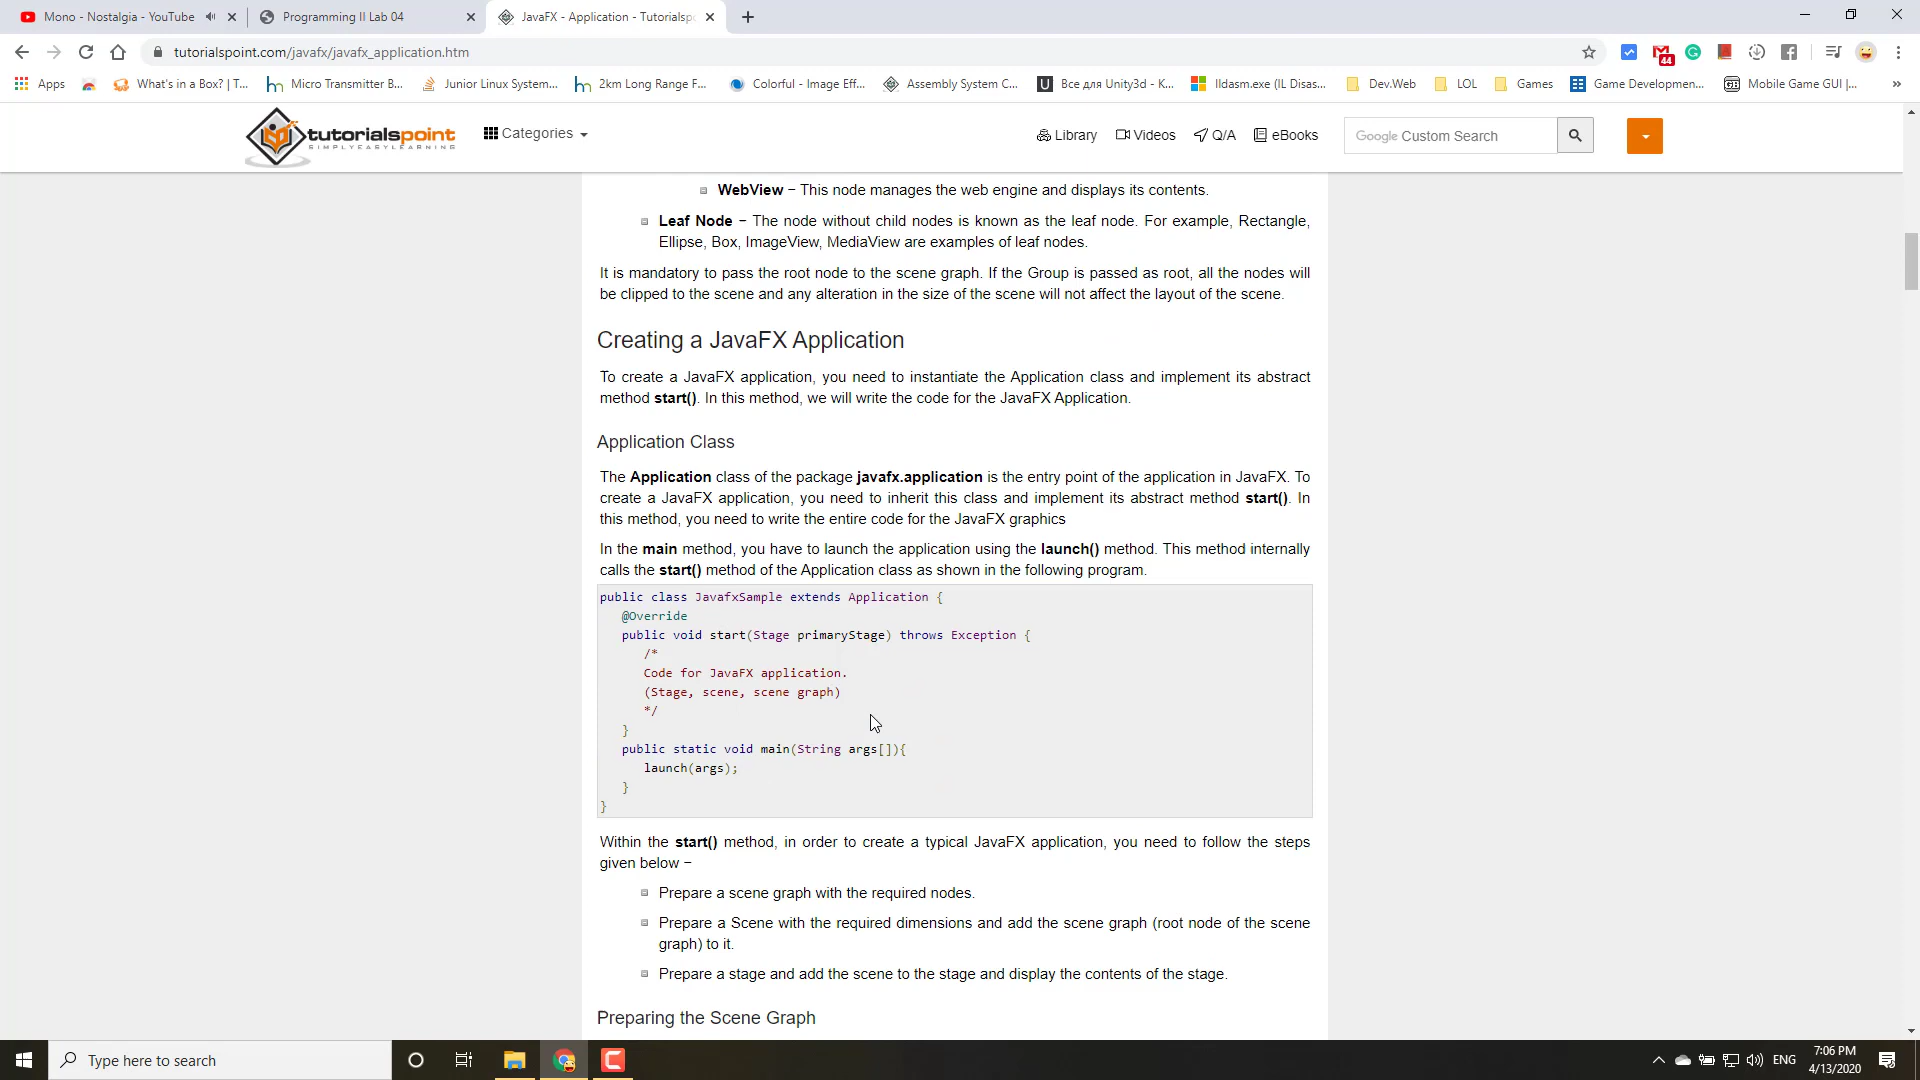 Mono - Nostalgia - YouTube
Programming II Lab 04
JavaFX - Application - Tutorialsp
tutorialspoint.com/javafx/javafx_application.htm
44
Apps
What's in a Box? | T...
Micro Transmitter B...
Junior Linux System...
2km Long Range F...
Colorful - Image Eff...
Assembly System C...
Все для Unity3d - K...
Ildasm.exe (IL Disas...
Dev.Web
LOL
Games
Game Developmen...
Mobile Game GUI |...
»
tutorialspoint
SIMPLYEASYLEARNING
Categories
Library
Videos
Q/A
eBooks
Google Custom Search
WebView − This node manages the web engine and displays its contents.
Leaf Node − The node without child nodes is known as the leaf node. For example, Rectangle,
Ellipse, Box, ImageView, MediaView are examples of leaf nodes.
It is mandatory to pass the root node to the scene graph. If the Group is passed as root, all the nodes will
be clipped to the scene and any alteration in the size of the scene will not affect the layout of the scene.
Creating a JavaFX Application
To create a JavaFX application, you need to instantiate the Application class and implement its abstract
method start(). In this method, we will write the code for the JavaFX Application.
Application Class
The Application class of the package javafx.application is the entry point of the application in JavaFX. To
create a JavaFX application, you need to inherit this class and implement its abstract method start(). In
this method, you need to write the entire code for the JavaFX graphics
In the main method, you have to launch the application using the launch() method. This method internally
calls the start() method of the Application class as shown in the following program.
public class JavafxSample extends Application {
@Override
public void start(Stage primaryStage) throws Exception {
/*
Code for JavaFX application.
(Stage, scene, scene graph)
*/
}
public static void main(String args[]){
launch(args);
}
}
Within the start() method, in order to create a typical JavaFX application, you need to follow the steps
given below −
Prepare a scene graph with the required nodes.
Prepare a Scene with the required dimensions and add the scene graph (root node of the scene
graph) to it.
Prepare a stage and add the scene to the stage and display the contents of the stage.
Preparing the Scene Graph
Type here to search
ENG
7:06 PM
4/13/2020